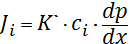 J_i = K` · c_i · dp/dx